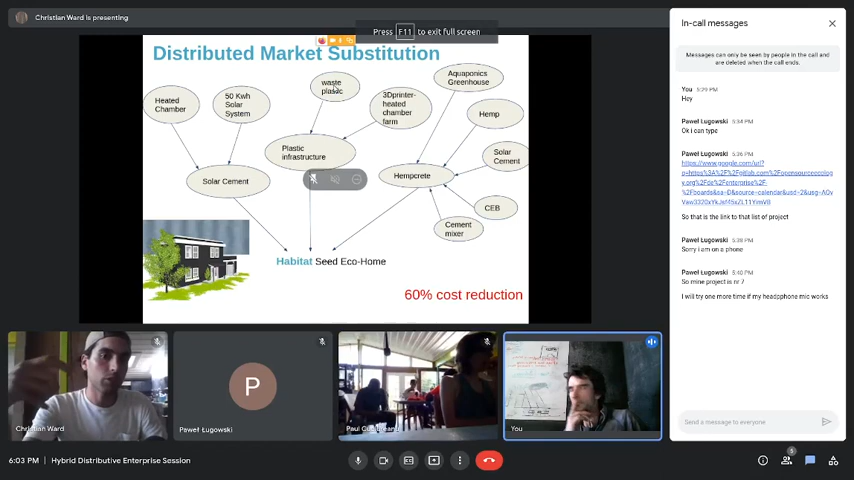 Christian Ward is presenting
Press F11 to exit full screen
Distributed Market Substitution
Heated
Chamber
50 Kwh
Solar
System
waste
plastic
3Dprinter-
heated
chamber
farm
Aquaponics
Greenhouse
Hemp
Solar
Cement
Plastic
infrastructure
Solar Cement
Hempcrete
CEB
Cement
mixer
Habitat Seed Eco-Home
60% cost reduction
Christian Ward
P
Paweł Ługowski
You
6:03 PM | Hybrid Distributive Enterprise Session
In-call messages
Messages can only be seen by people in the call and
are deleted when the call ends.
You 5:29 PM
Hey
Paweł Ługowski 5:34 PM
Ok i can type
Paweł Ługowski 5:36 PM
https://www.google.com/url?
So that is the link to that list of project
Paweł Ługowski 5:39 PM
Sorry i am on a phone
Paweł Ługowski 5:40 PM
So mine project is nr 7
I will try one more time if my headpphone mic works
Send a message to everyone